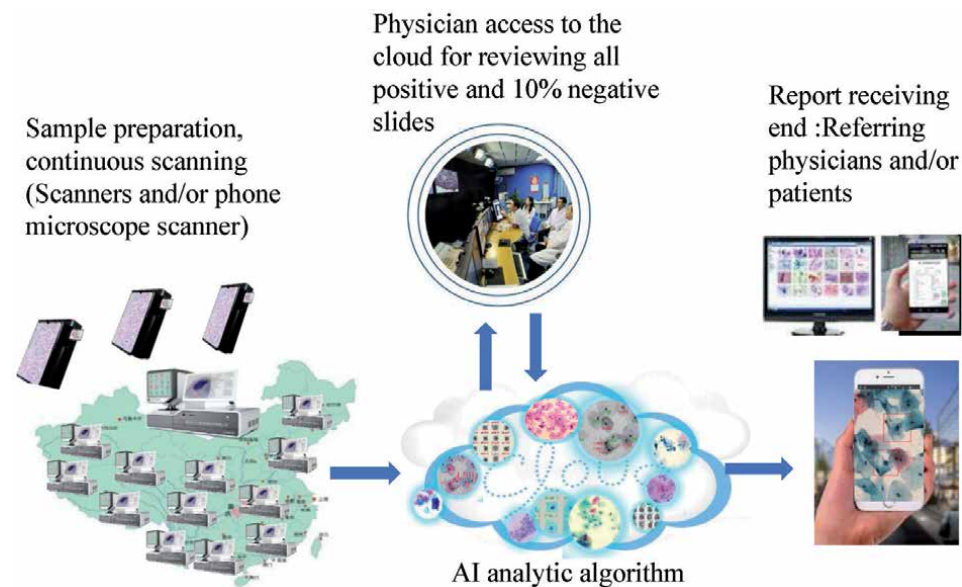 Physician access to the
cloud for reviewing all
positive and 10% negative
slides
Sample preparation,
continuous scanning
(Scanners and/or phone
microscope scanner)
Report receiving
end :Referring
physicians and/or
patients
AI analytic algorithm